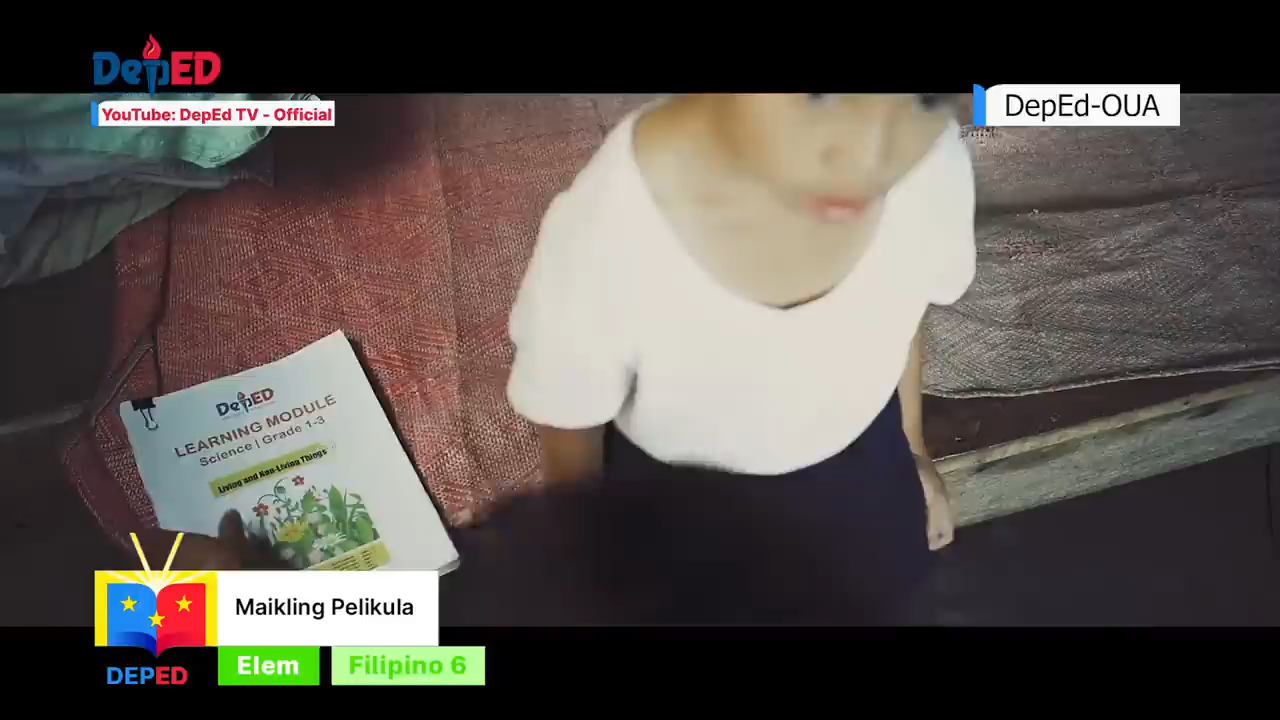 DepED
YouTube: DepEd TV - Official
DepEd-OUA
DepED
LEARNING MODULE
Science | Grade 1-3
Living and Non-Living Things
Maikling Pelikula
DEPED
Elem
Filipino 6